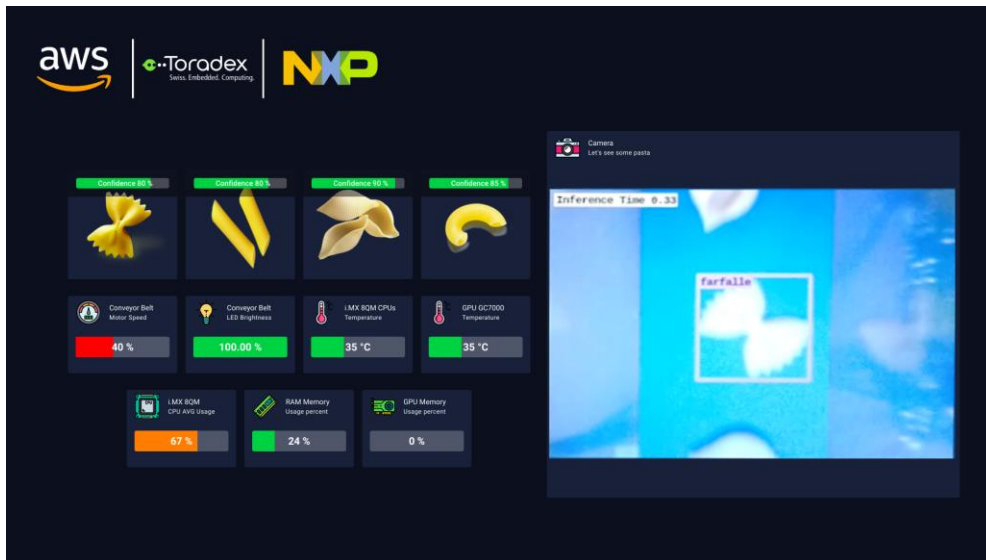 aws
Toradex
Swiss. Embedded. Computing.
NXP
Camera
Let's see some pasta
Confidence 80 %
Confidence 80 %
Confidence 90 %
Confidence 85 %
Inference Time 0.33
farfalle
Conveyor Belt
Motor Speed
40 %
Conveyor Belt
LED Brightness
100.00 %
i.MX 8QM CPUs
Temperature
35 °C
GPU GC7000
Temperature
35 °C
i.MX 8QM
CPU AVG Usage
67 %
RAM Memory
Usage percent
24 %
GPU Memory
Usage percent
0 %